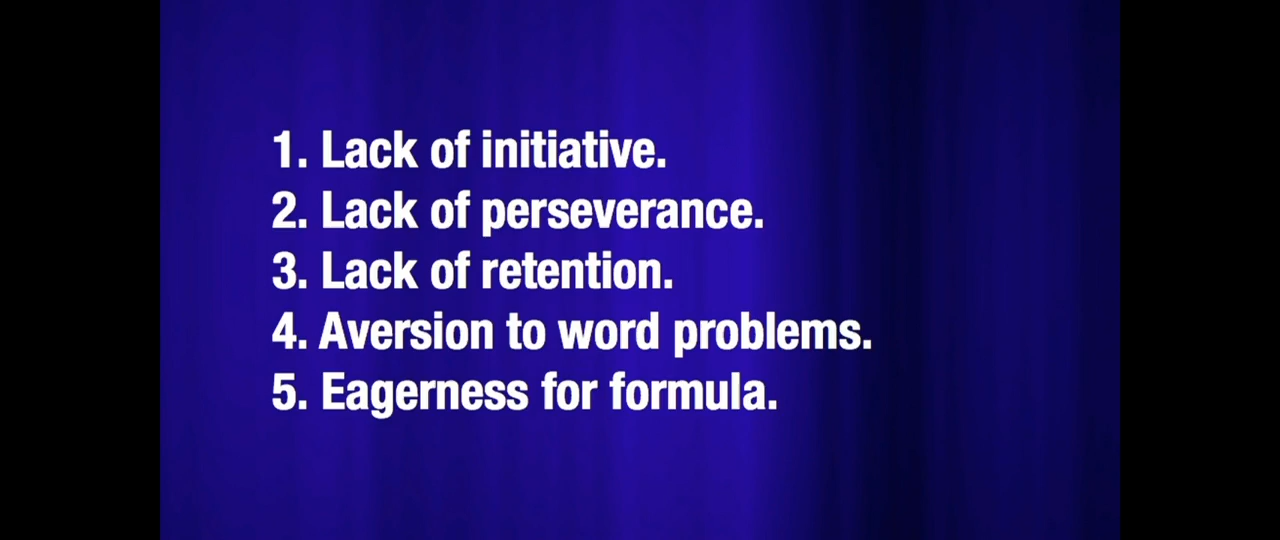 1. Lack of initiative.
2. Lack of perseverance.
3. Lack of retention.
4. Aversion to word problems.
5. Eagerness for formula.